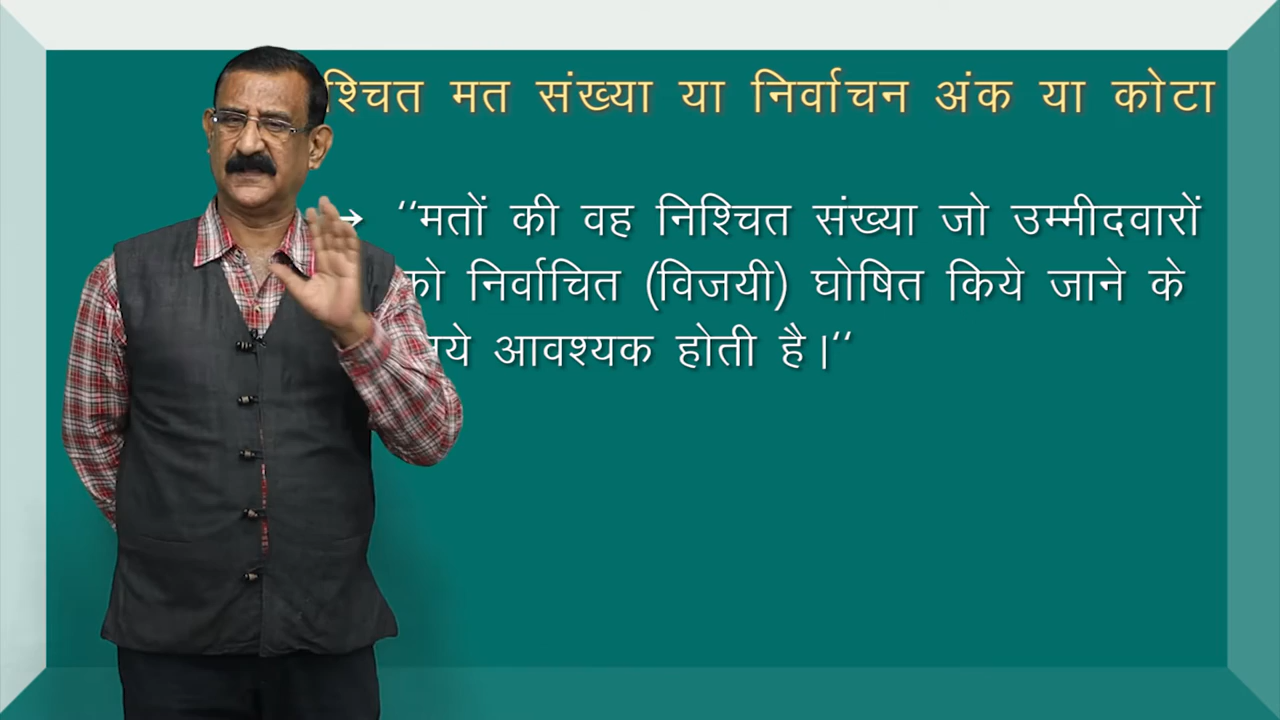 मत संख्या या निर्वाचन अंक या कोटा
→ ‘‘मतों की वह निश्चित संख्या जो उम्मीदवारों
को निर्वाचित (विजयी) घोषित किये जाने के
आवश्यक होती है।‘‘